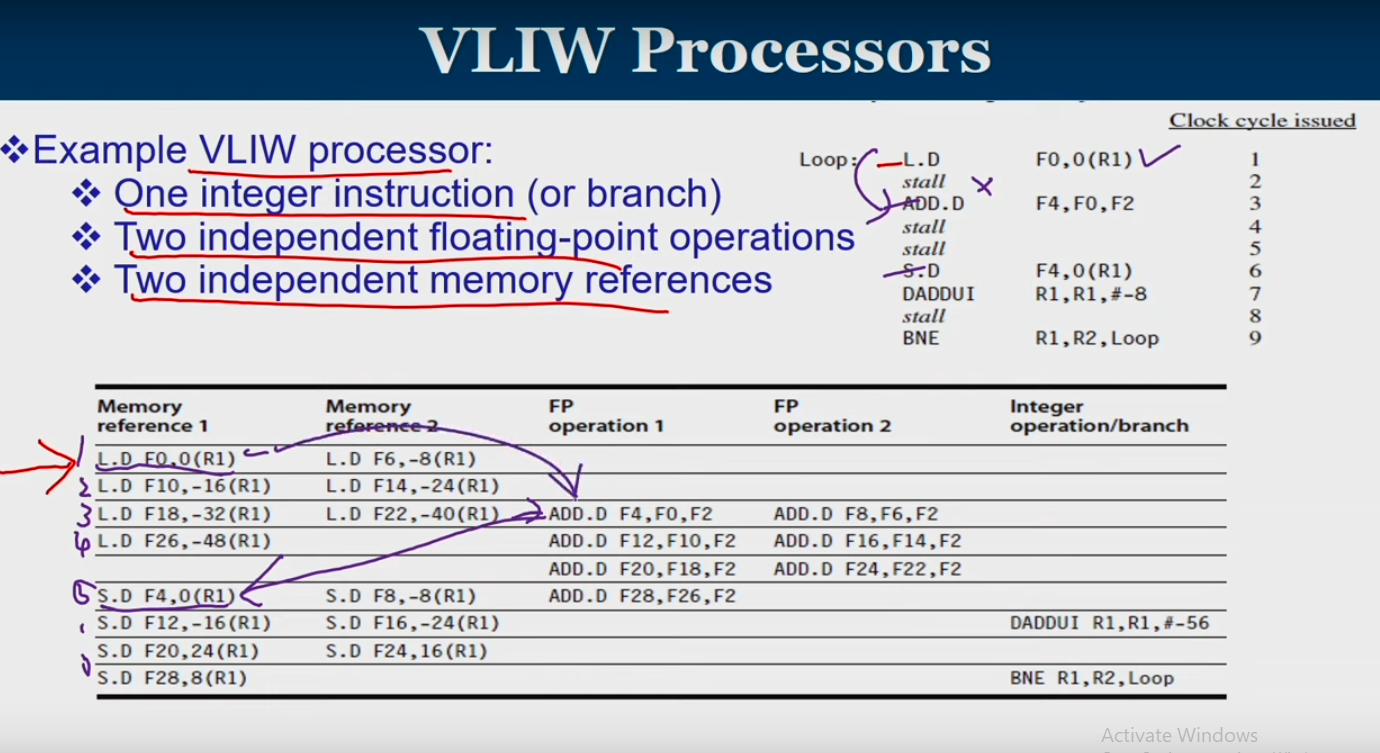 VLIW Processors
❖Example VLIW processor:
❖ One integer instruction (or branch)
❖ Two independent floating-point operations
❖ Two independent memory references
Clock cycle issued
Loop: L.D F0,0(R1) 1
stall 2
ADD.D F4,F0,F2 3
stall 4
stall 5
S.D F4,0(R1) 6
DADDUI R1,R1,#-8 7
stall 8
BNE R1,R2,Loop 9
Memory reference 1 Memory reference 2 FP operation 1 FP operation 2 Integer operation/branch
1 L.D F0,0(R1) L.D F6,-8(R1)
2 L.D F10,-16(R1) L.D F14,-24(R1)
3 L.D F18,-32(R1) L.D F22,-40(R1) ADD.D F4,F0,F2 ADD.D F8,F6,F2
4 L.D F26,-48(R1) ADD.D F12,F10,F2 ADD.D F16,F14,F2
ADD.D F20,F18,F2 ADD.D F24,F22,F2
S.D F4,0(R1) S.D F8,-8(R1) ADD.D F28,F26,F2
S.D F12,-16(R1) S.D F16,-24(R1) DADDUI R1,R1,#-56
S.D F20,24(R1) S.D F24,16(R1)
S.D F28,8(R1) BNE R1,R2,Loop
Activate Windows